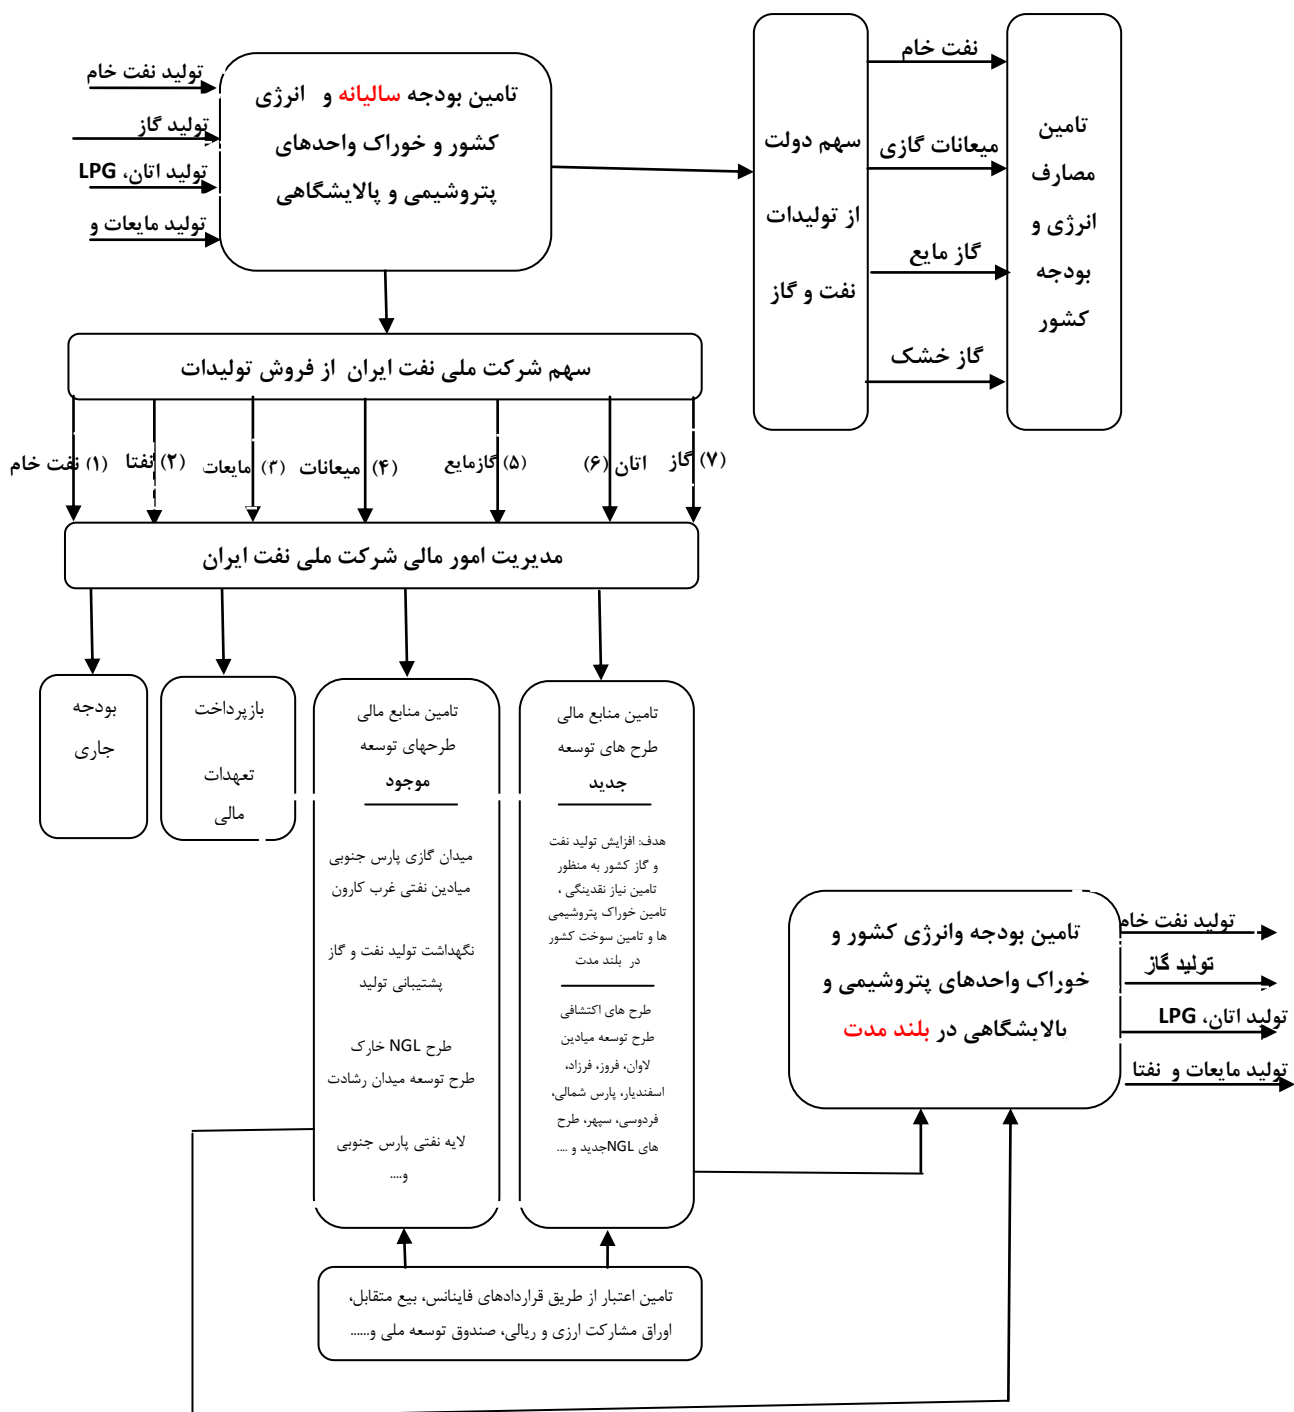 تولید نفت خام
تولید گاز
تولید اتان، LPG
تولید مایعات و
تامین بودجه سالیانه و انرژی
کشور و خوراک واحدهای
پتروشیمی و پالایشگاهی
سهم دولت
از تولیدات
نفت و گاز
نفت خام
میعانات گازی
گاز مایع
گاز خشک
تامین
مصارف
انرژی و
بودجه
کشور
سهم شرکت ملی نفت ایران از فروش تولیدات
(۱) نفت خام
(۲) نفتا
(۳) مایعات
(۴) میعانات
(۵) گازمایع
اتان (۶)
(۷) گاز
مدیریت امور مالی شرکت ملی نفت ایران
بودجه
جاری
بازپرداخت
تعهدات
مالی
تامین منابع مالی
طرحهای توسعه
موجود
میدان گازی پارس جنوبی
میادین نفتی غرب کارون
نگهداشت تولید نفت و گاز
پشتیبانی تولید
طرح NGL خارک
طرح توسعه میدان رشادت
لایه نفتی پارس جنوبی
و....
تامین منابع مالی
طرح های توسعه
جدید
هدف: افزایش تولید نفت
و گاز کشور به منظور
تامین نیاز نقدینگی ،
تامین خوراک پتروشیمی
ها و تامین سوخت کشور
در بلند مدت
طرح های اکتشافی
طرح توسعه میادین
لاوان، فروز، فرزاد،
اسفندیار، پارس شمالی،
فردوسی، سپهر، طرح
های NGLجدید و ....
تامین اعتبار از طریق قراردادهای فاینانس، بیع متقابل،
اوراق مشارکت ارزی و ریالی، صندوق توسعه ملی و......
تامین بودجه وانرژی کشور و
خوراک واحدهای پتروشیمی و
پالایشگاهی در بلند مدت
تولید نفت خام
تولید گاز
تولید اتان، LPG
تولید مایعات و نفتا